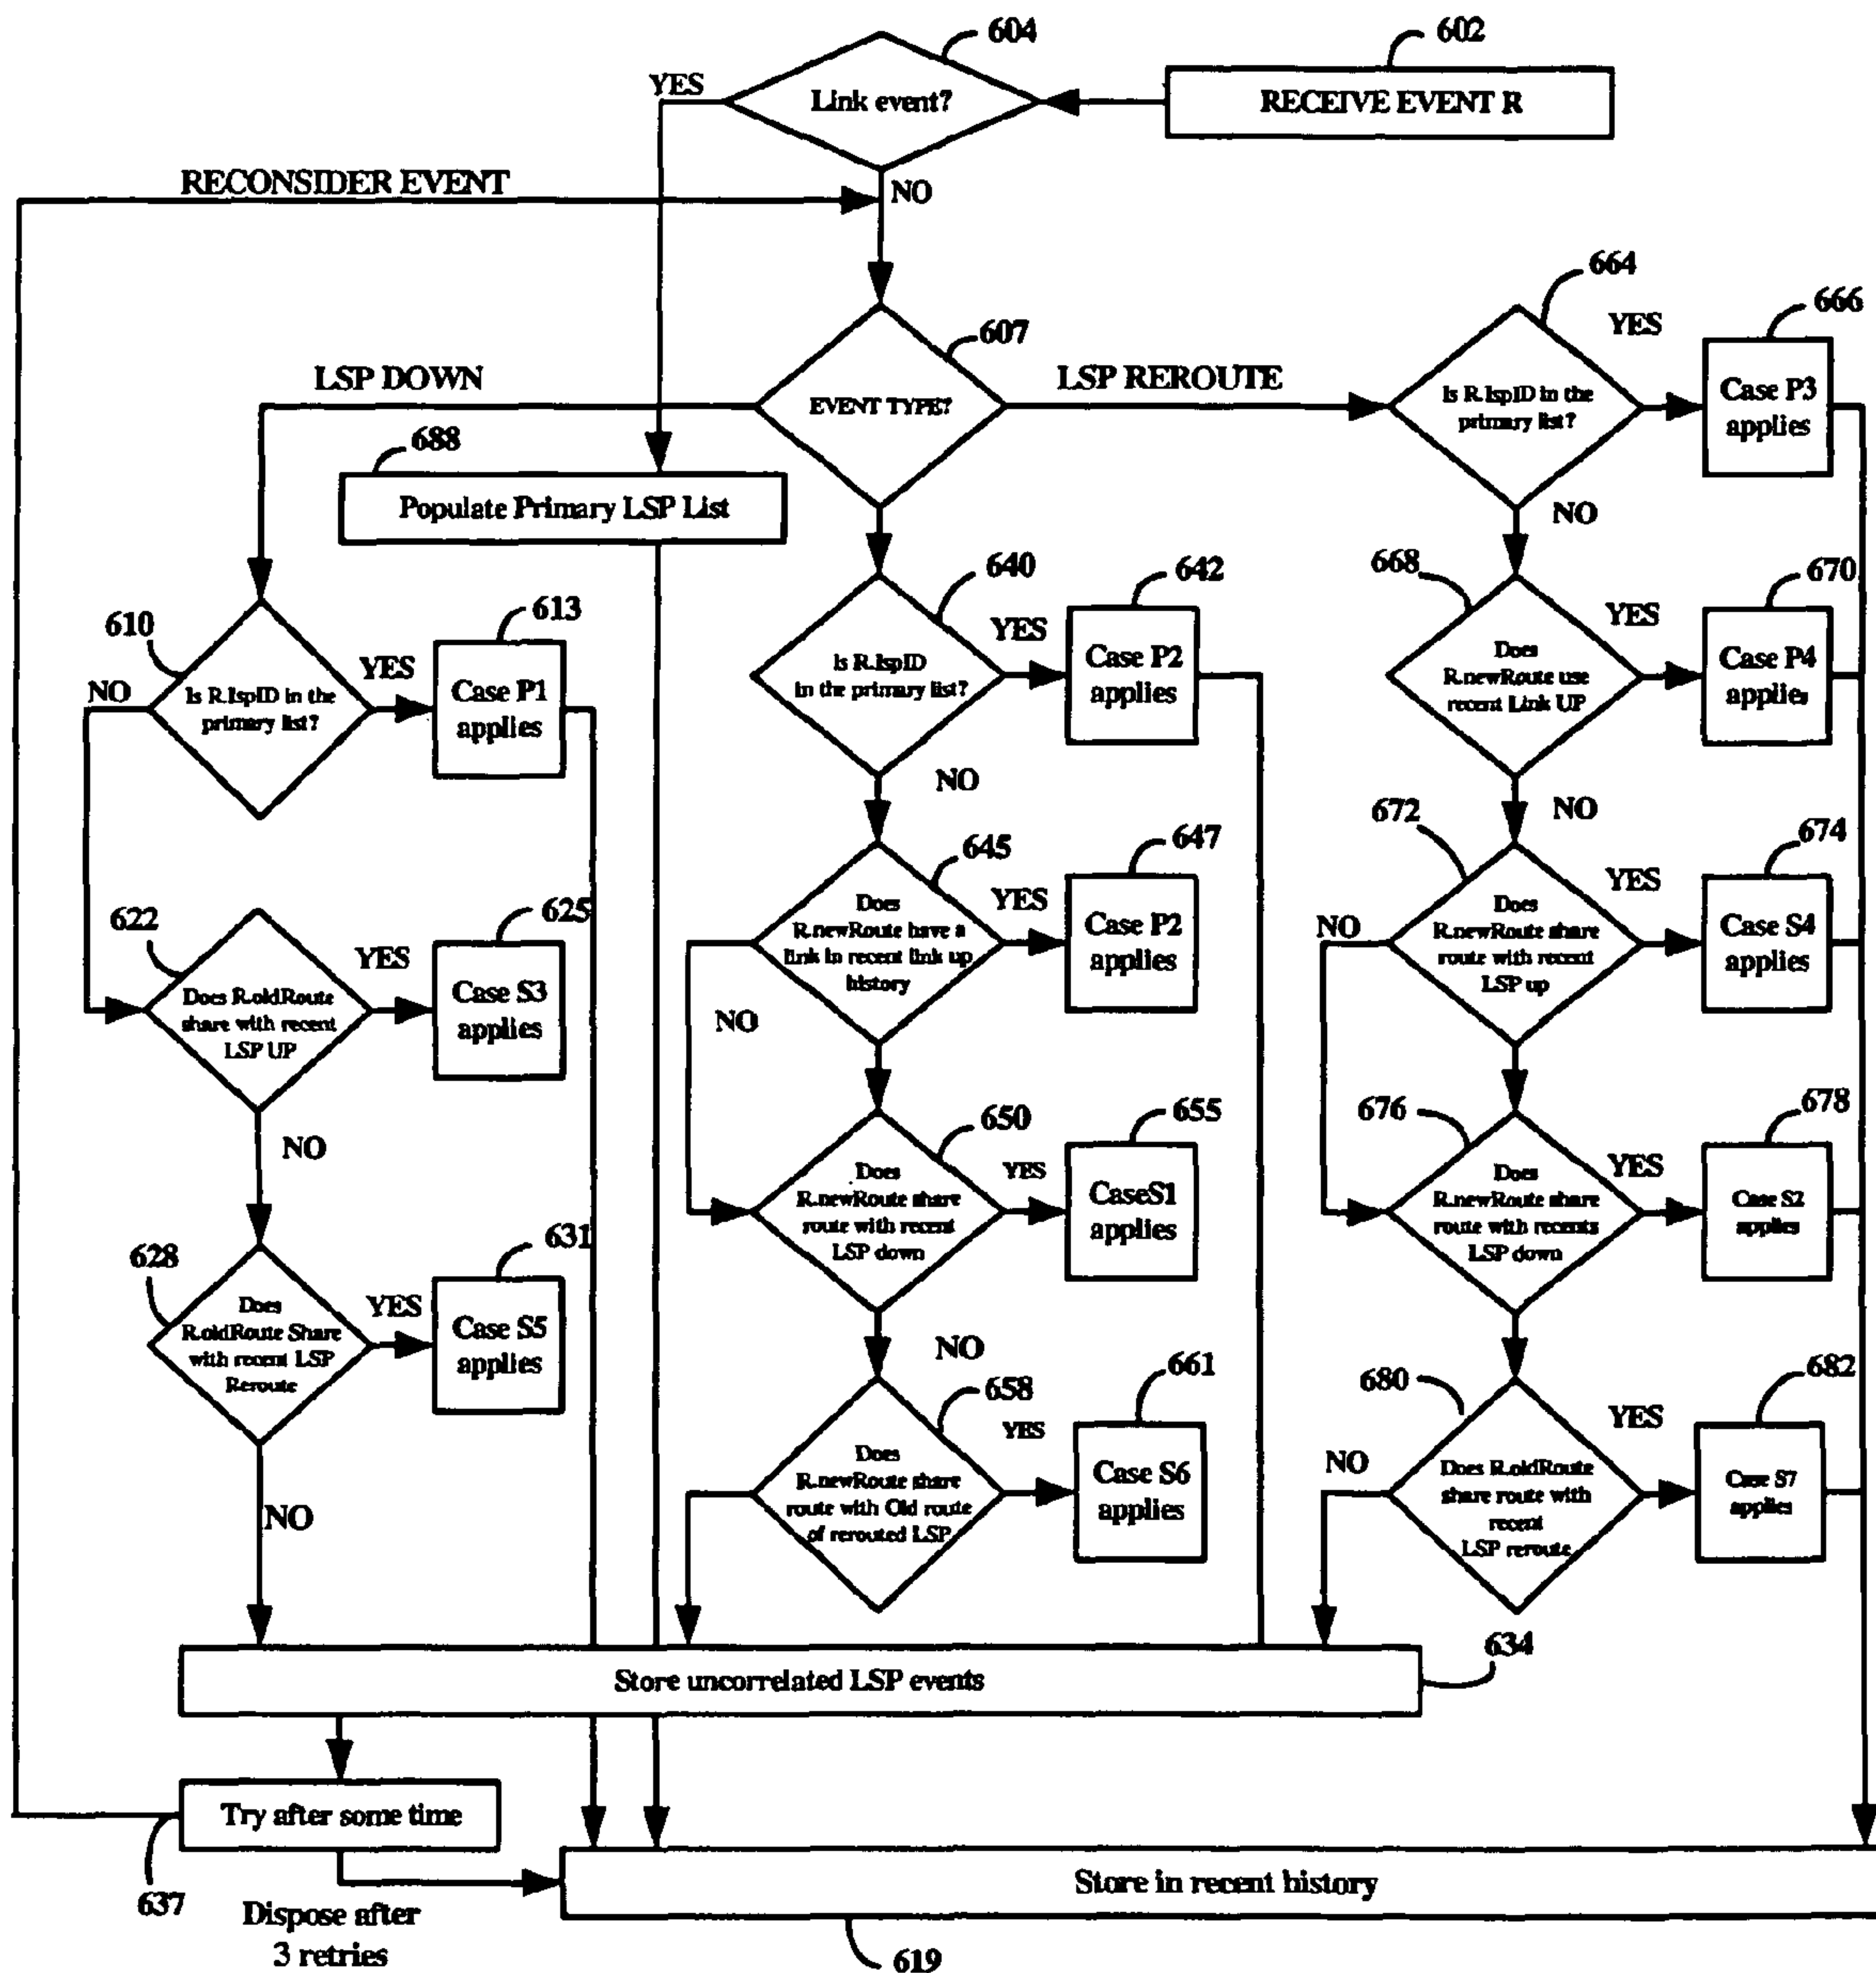 604
602
YES
Link event?
RECEIVE EVENT R
RECONSIDER EVENT
NO
664
666
607
YES
LSP DOWN
EVENT TYPE?
LSP REROUTE
Is R.lspID in the
primary list?
Case P3
applies
688
Populate Primary LSP List
NO
640
642
668
670
610
613
YES
YES
NO
YES
Is R.lspID in the
primary list?
Case P1
applies
Is R.lspID
in the primary list?
Case P2
applies
Does
R.newRoute use
recent Link UP
Case P4
applies
NO
NO
645
647
672
674
622
625
YES
YES
YES
Does R.oldRoute
share with recent
LSP UP
Case S3
applies
Does
R.newRoute have a
link in recent link up
history
Case P2
applies
NO
Does
R.newRoute share
route with recent
LSP up
Case S4
applies
NO
NO
650
655
676
678
YES
YES
Does
R.newRoute share
route with recent
LSP down
CaseS1
applies
Does
R.newRoute share
route with recents
LSP down
Case S2
applies
628
631
YES
Does
R.oldRoute Share
with recent LSP
Reroute
Case S5
applies
NO
658
661
680
682
YES
YES
NO
NO
Does
R.newRoute share
route with Old route
of rerouted LSP
Case S6
applies
Does R.oldRoute
share route with
recent
LSP reroute
Case S7
applies
634
Store uncorrelated LSP events
Try after some time
637
Dispose after
3 retries
Store in recent history
619